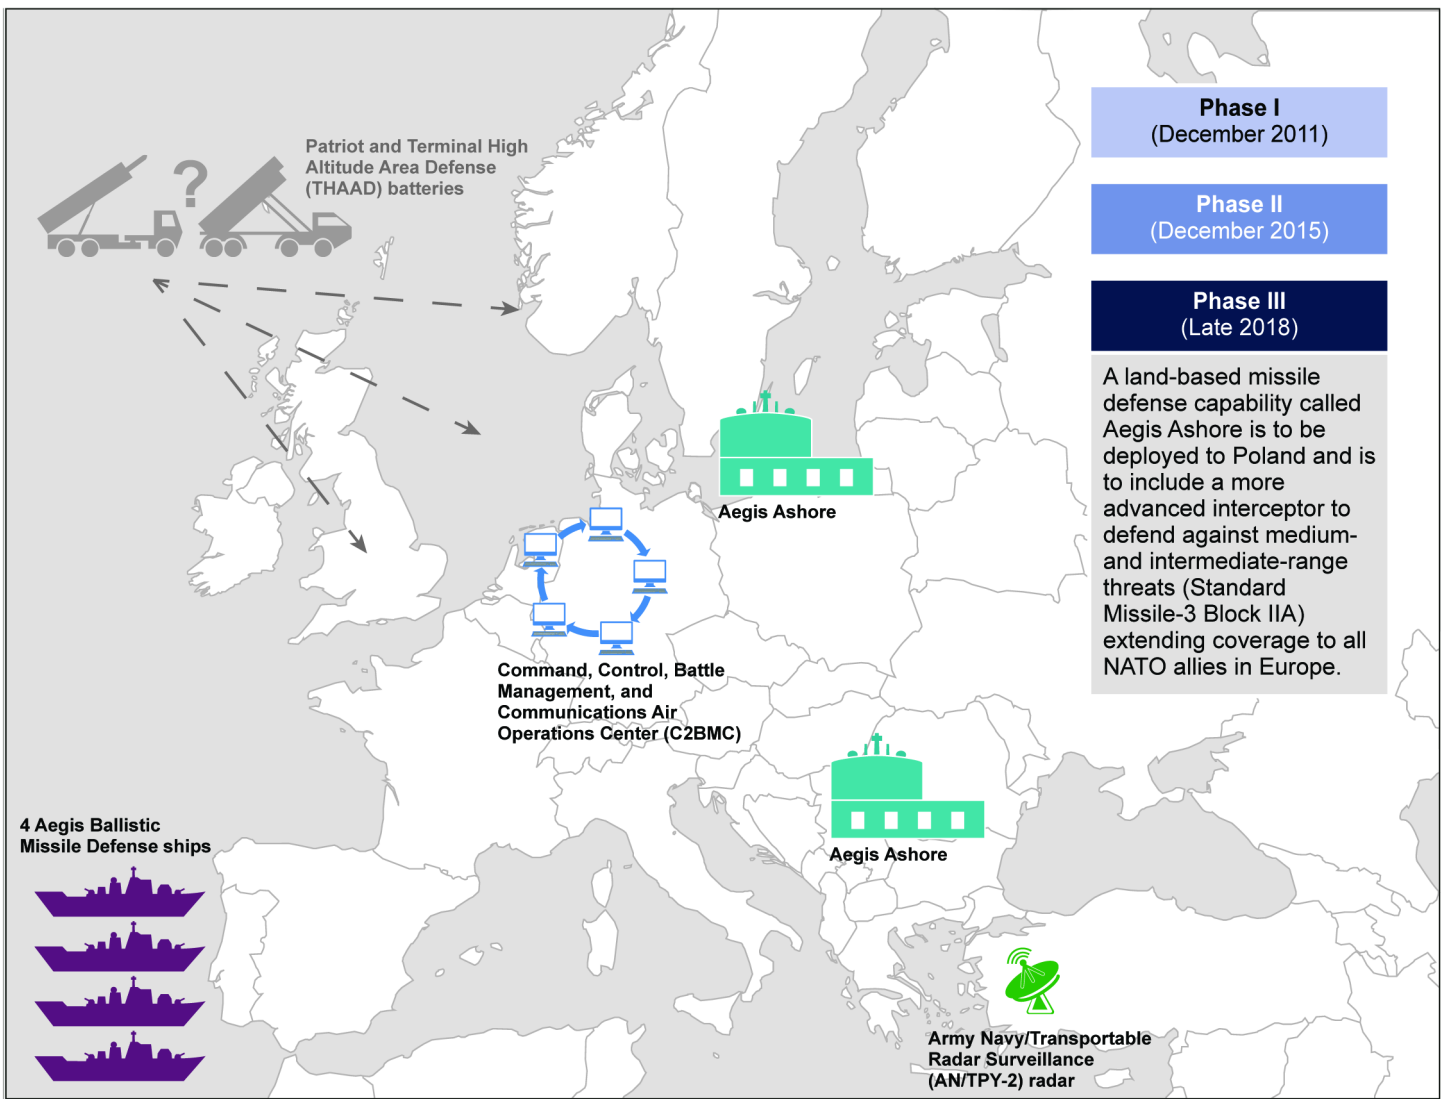 Patriot and Terminal High
Altitude Area Defense
(THAAD) batteries
?
Phase I
(December 2011)
Phase II
(December 2015)
Phase III
(Late 2018)
A land-based missile
defense capability called
Aegis Ashore is to be
deployed to Poland and is
to include a more
advanced interceptor to
defend against medium-
and intermediate-range
threats (Standard
Missile-3 Block IIA)
extending coverage to all
NATO allies in Europe.
Aegis Ashore
Command, Control, Battle
Management, and
Communications Air
Operations Center (C2BMC)
Aegis Ashore
4 Aegis Ballistic
Missile Defense ships
Army Navy/Transportable
Radar Surveillance
(AN/TPY-2) radar